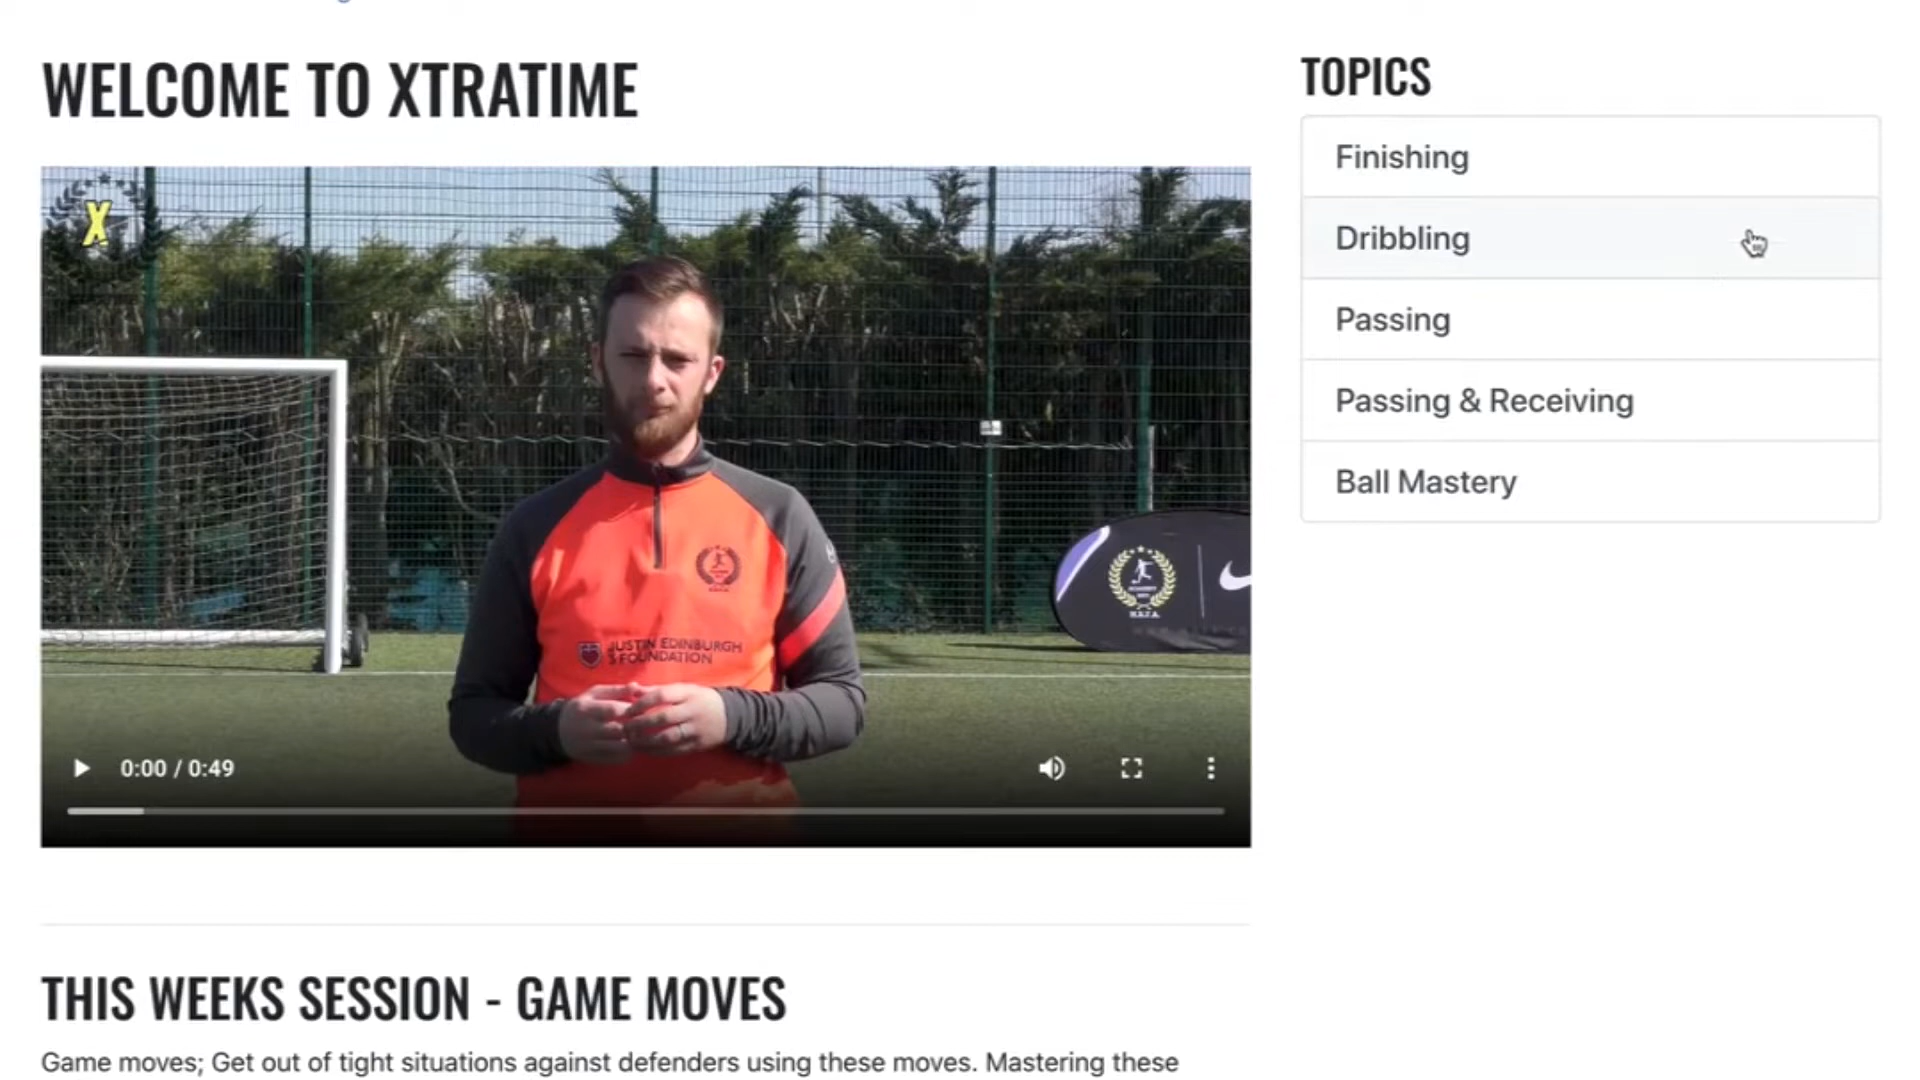 WELCOME TO XTRATIME
X
JUSTIN EDINBURGH
3 FOUNDATION
0:00 / 0:49
TOPICS
Finishing
Dribbling
Passing
Passing & Receiving
Ball Mastery
THIS WEEKS SESSION - GAME MOVES
Game moves; Get out of tight situations against defenders using these moves. Mastering these